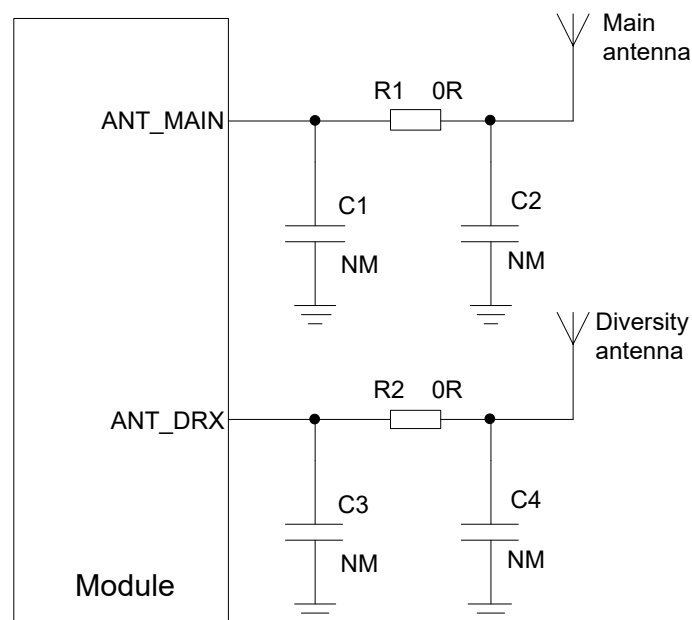 Main
antenna
R1 0R
ANT_MAIN
C1
C2
NM
NM
Diversity
antenna
R2 0R
ANT_DRX
C3
C4
NM
NM
Module